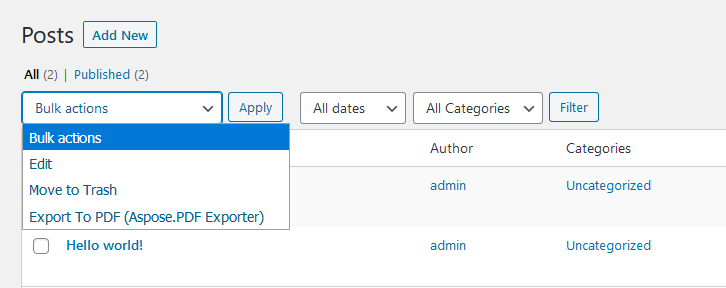 Posts Add New
All (2) | Published (2)
Bulk actions Apply All dates All Categories Filter
Bulk actions
Author Categories
Edit
Move to Trash admin Uncategorized
Export To PDF (Aspose.PDF Exporter)
Hello world! admin Uncategorized